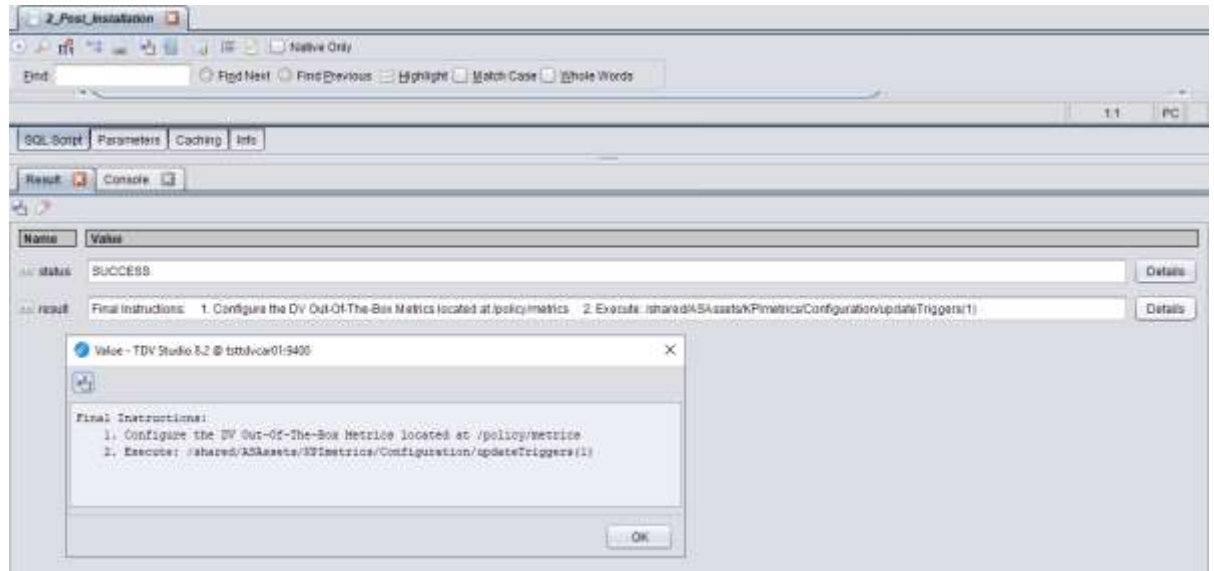 2_Post_Installation
Native Only
Find: Find Next Find Previous Highlight Match Case Whole Words
1:1 PC
SQL Script Parameters Caching Info
Result Console
Name Value
status SUCCESS Details
result Final Instructions: 1. Configure the DV Out-Of-The-Box Metrics located at /policy/metrics 2. Execute: /shared/ASAssets/KPImetrics/Configuration/updateTriggers(1) Details
Value - TDV Studio 8.2 @ tsttdvcar01:9400
Final Instructions:
1. Configure the DV Out-Of-The-Box Metrics located at /policy/metrics
2. Execute: /shared/ASAssets/KPImetrics/Configuration/updateTriggers(1)
OK